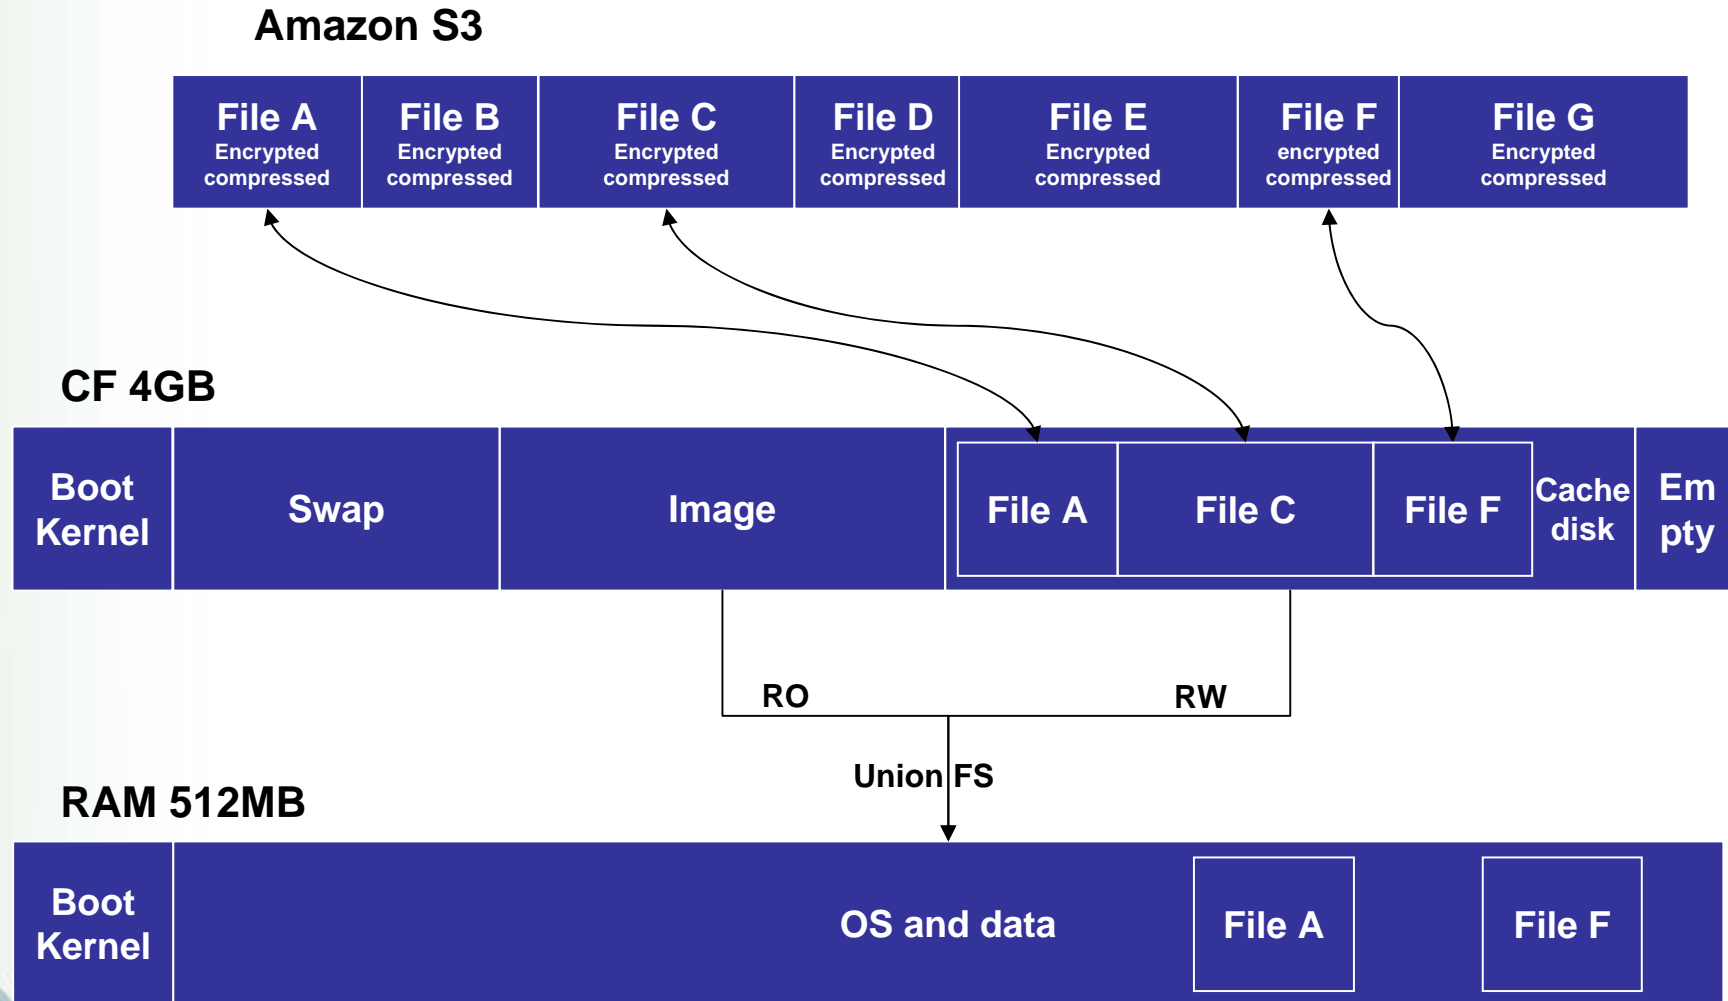 Amazon S3
File A
Encrypted
compressed
File B
Encrypted
compressed
File C
Encrypted
compressed
File D
Encrypted
compressed
File E
Encrypted
compressed
File F
encrypted
compressed
File G
Encrypted
compressed
CF 4GB
Boot
Kernel
Swap
Image
File A
File C
File F
Cache
disk
Em
pty
RO
RW
Union FS
RAM 512MB
Boot
Kernel
OS and data
File A
File F